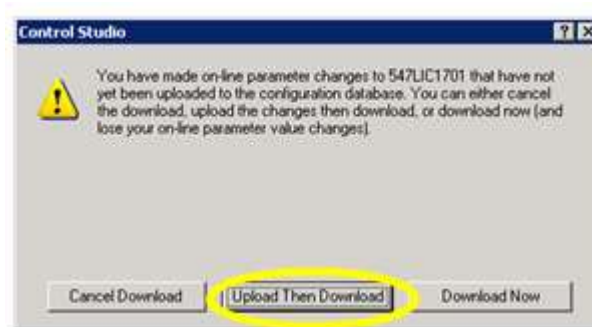 Control Studio
You have made on-line parameter changes to 547LIC1701 that have not
yet been uploaded to the configuration database. You can either cancel
the download, upload the changes then download, or download now (and
lose your on-line parameter value changes).
Cancel Download Upload Then Download Download Now